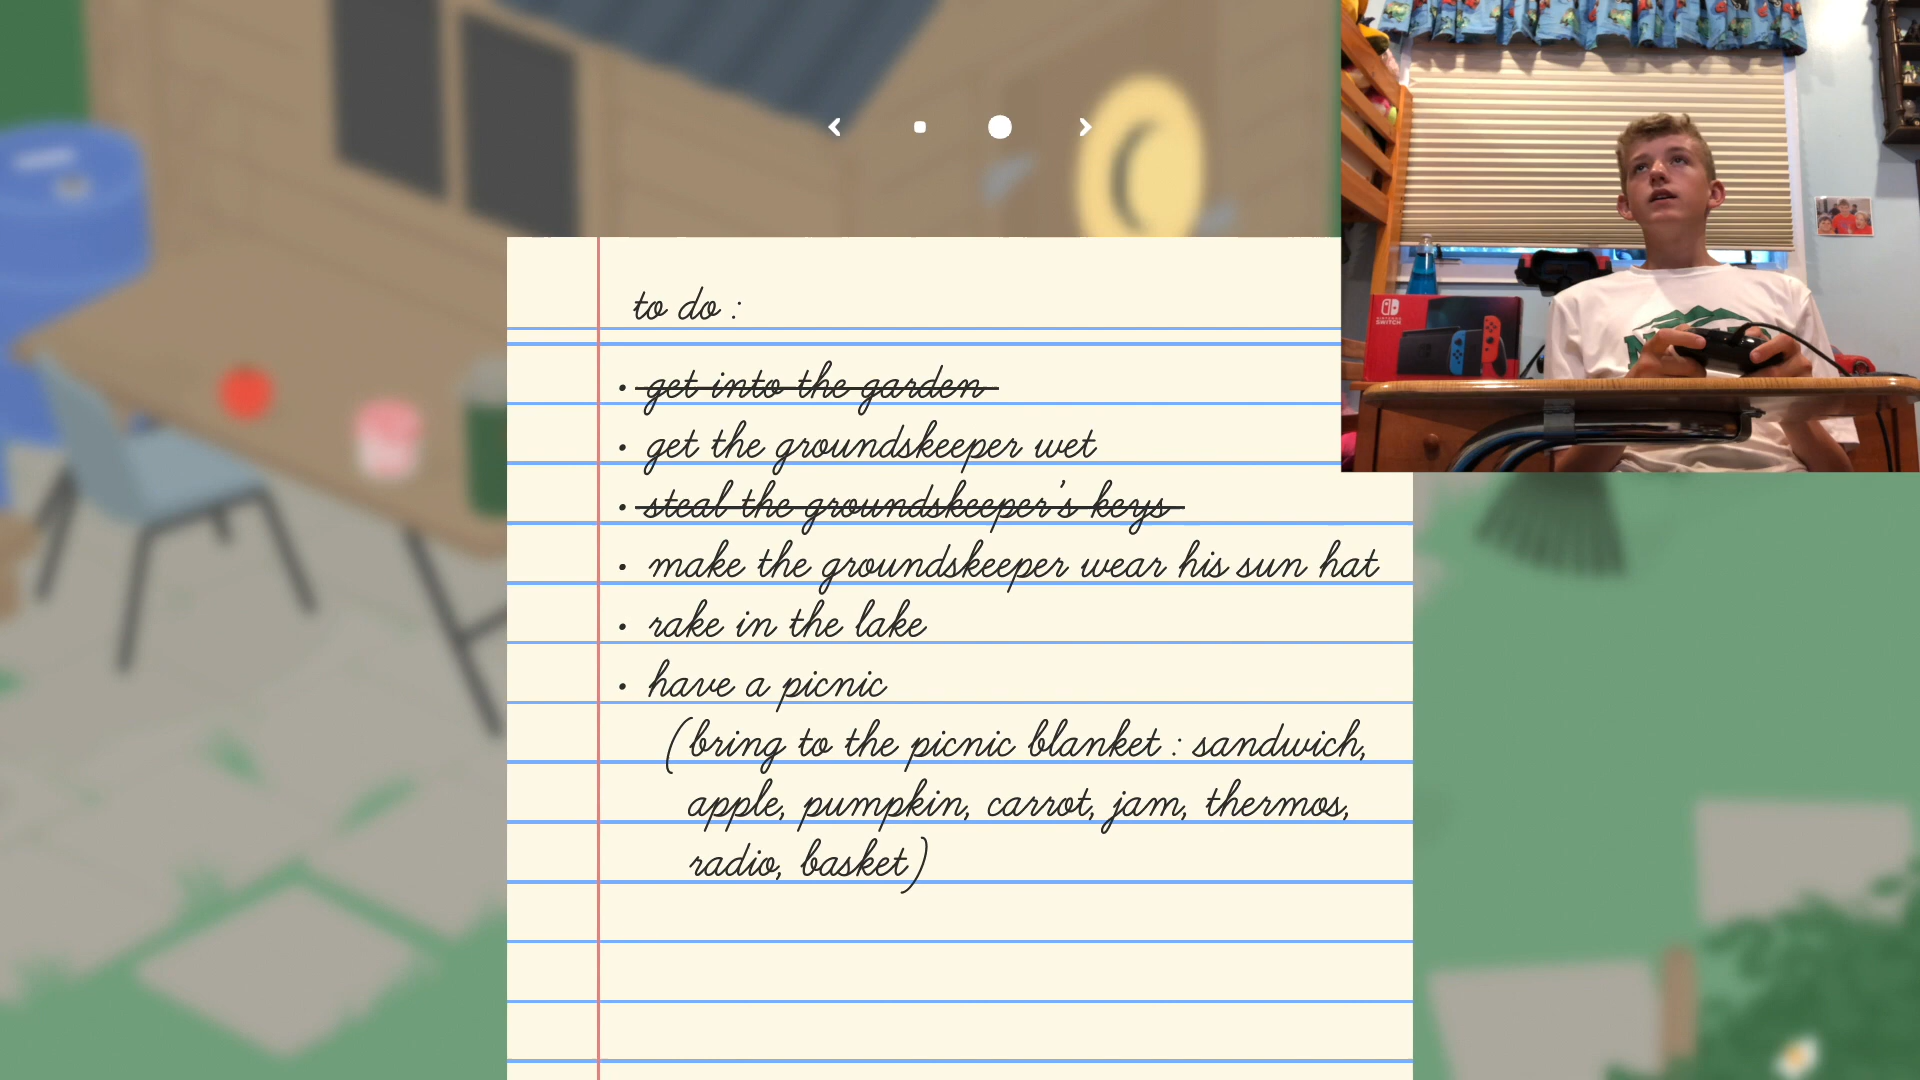 to do :
• get into the garden
• get the groundskeeper wet
• steal the groundskeeper's keys
• make the groundskeeper wear his sun hat
• rake in the lake
• have a picnic
(bring to the picnic blanket : sandwich,
apple, pumpkin, carrot, jam, thermos,
radio, basket)
NINTENDO
SWITCH